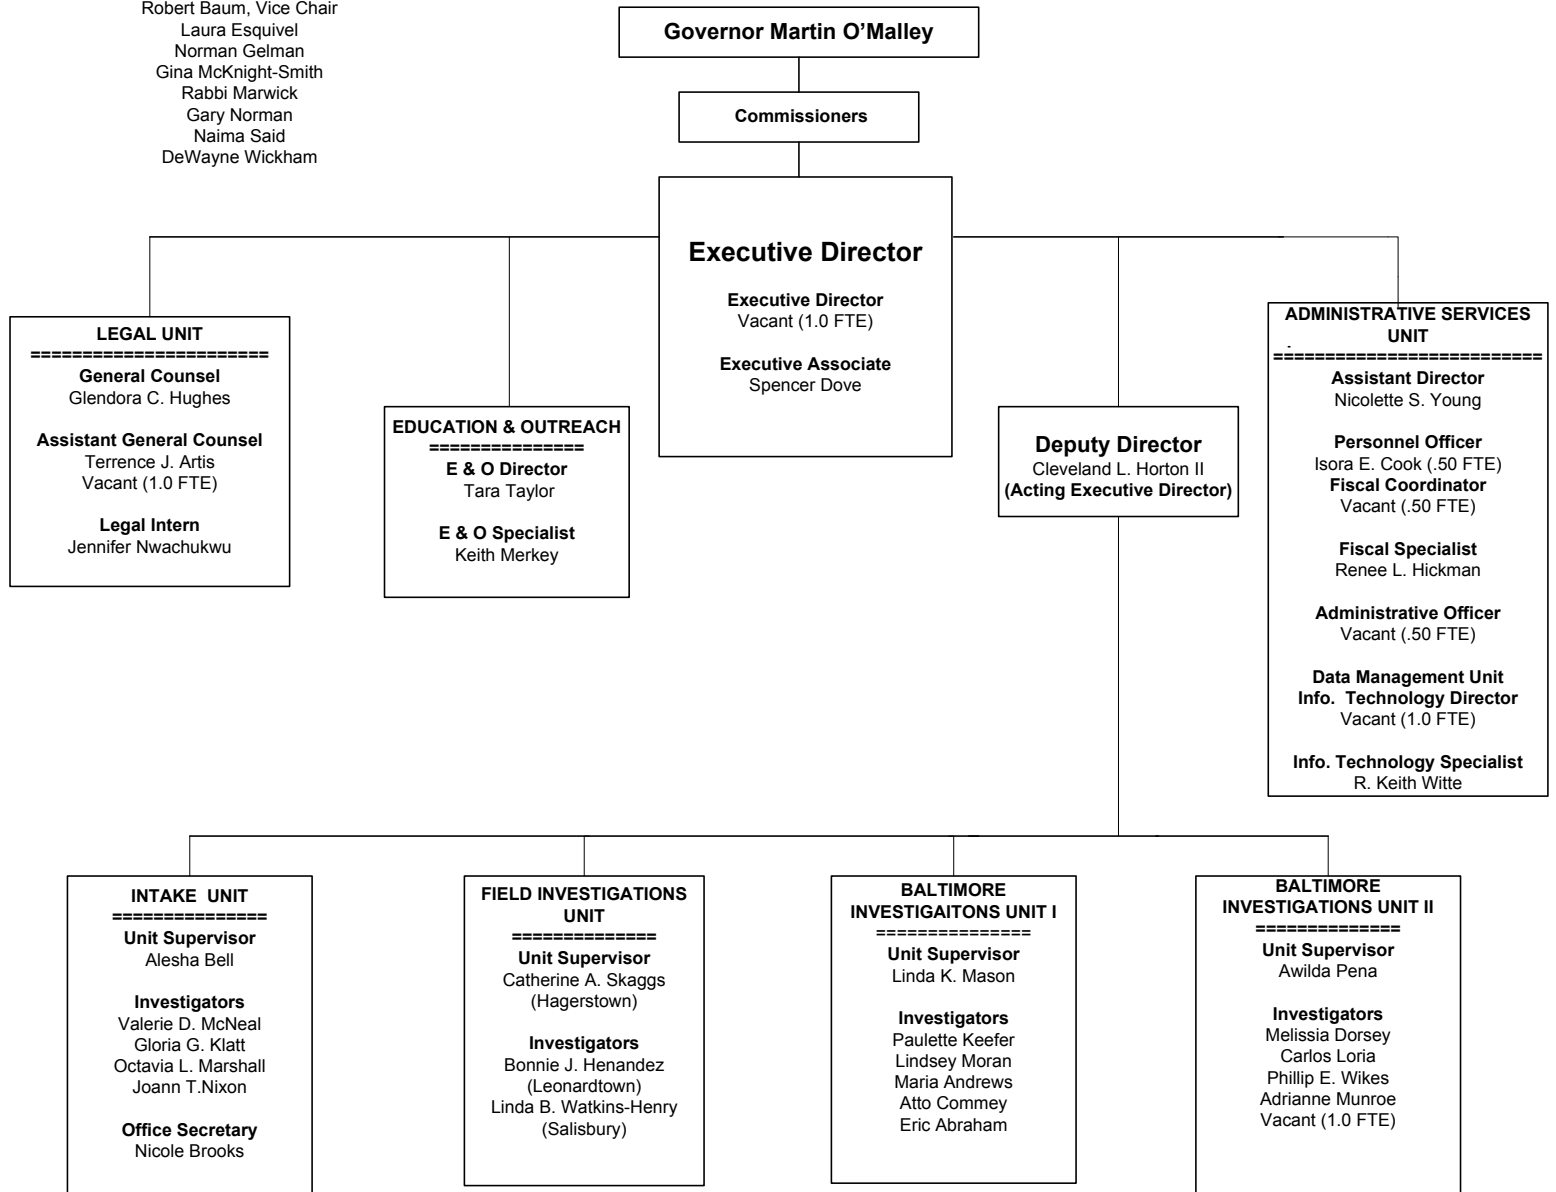 Robert Baum, Vice Chair
Laura Esquivel
Norman Gelman
Gina McKnight-Smith
Rabbi Marwick
Gary Norman
Naima Said
DeWayne Wickham
Governor Martin O’Malley
Commissioners
Executive Director
Executive Director
Vacant (1.0 FTE)
Executive Associate
Spencer Dove
LEGAL UNIT
=======================
General Counsel
Glendora C. Hughes
Assistant General Counsel
Terrence J. Artis
Vacant (1.0 FTE)
Legal Intern
Jennifer Nwachukwu
EDUCATION & OUTREACH
===============
E & O Director
Tara Taylor
E & O Specialist
Keith Merkey
Deputy Director
Cleveland L. Horton II
(Acting Executive Director)
ADMINISTRATIVE SERVICES
UNIT
==========================
Assistant Director
Nicolette S. Young
Personnel Officer
Isora E. Cook (.50 FTE)
Fiscal Coordinator
Vacant (.50 FTE)
Fiscal Specialist
Renee L. Hickman
Administrative Officer
Vacant (.50 FTE)
Data Management Unit
Info. Technology Director
Vacant (1.0 FTE)
Info. Technology Specialist
R. Keith Witte
INTAKE UNIT
===============
Unit Supervisor
Alesha Bell
Investigators
Valerie D. McNeal
Gloria G. Klatt
Octavia L. Marshall
Joann T.Nixon
Office Secretary
Nicole Brooks
FIELD INVESTIGATIONS
UNIT
==============
Unit Supervisor
Catherine A. Skaggs
(Hagerstown)
Investigators
Bonnie J. Henandez
(Leonardtown)
Linda B. Watkins-Henry
(Salisbury)
BALTIMORE
INVESTIGAITONS UNIT I
===============
Unit Supervisor
Linda K. Mason
Investigators
Paulette Keefer
Lindsey Moran
Maria Andrews
Atto Commey
Eric Abraham
BALTIMORE
INVESTIGATIONS UNIT II
==============
Unit Supervisor
Awilda Pena
Investigators
Melissia Dorsey
Carlos Loria
Phillip E. Wikes
Adrianne Munroe
Vacant (1.0 FTE)